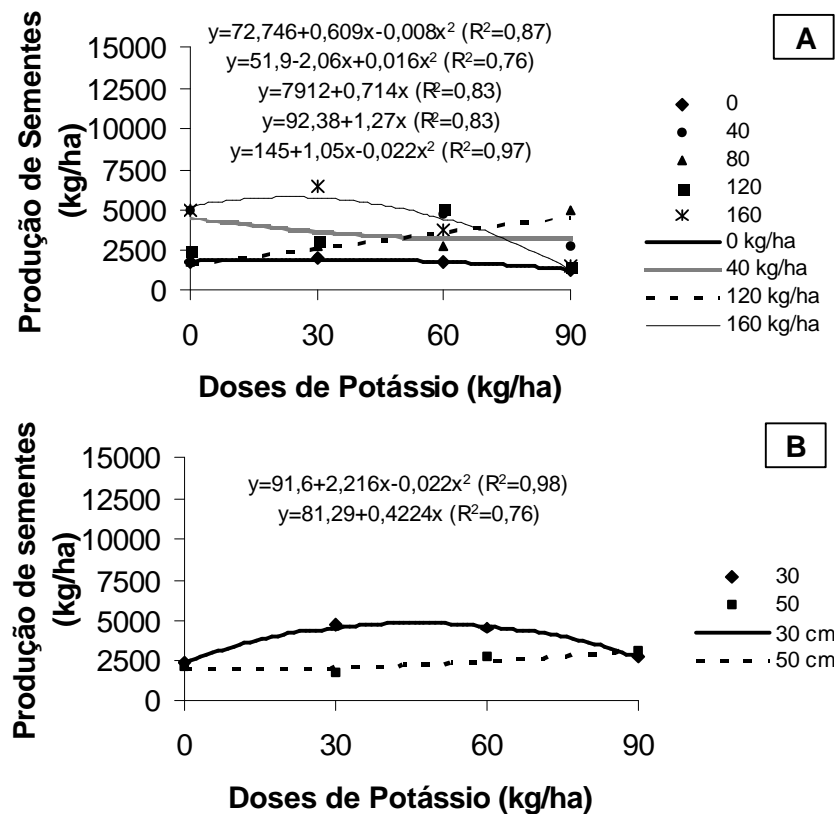 A
y=72,746+0,609x-0,008x² (R²=0,87)
y=51,9-2,06x+0,016x² (R²=0,76)
y=7912+0,714x (R²=0,83)
y=92,38+1,27x (R²=0,83)
y=145+1,05x-0,022x² (R²=0,97)
Produção de Sementes
(kg/ha)
15000
12500
10000
7500
5000
2500
0
0 30 60 90
Doses de Potássio (kg/ha)
0
40
80
120
160
0 kg/ha
40 kg/ha
120 kg/ha
160 kg/ha
B
y=91,6+2,216x-0,022x² (R²=0,98)
y=81,29+0,4224x (R²=0,76)
Produção de sementes
(kg/ha)
15000
12500
10000
7500
5000
2500
0
0 30 60 90
Doses de Potássio (kg/ha)
30
50
30 cm
50 cm